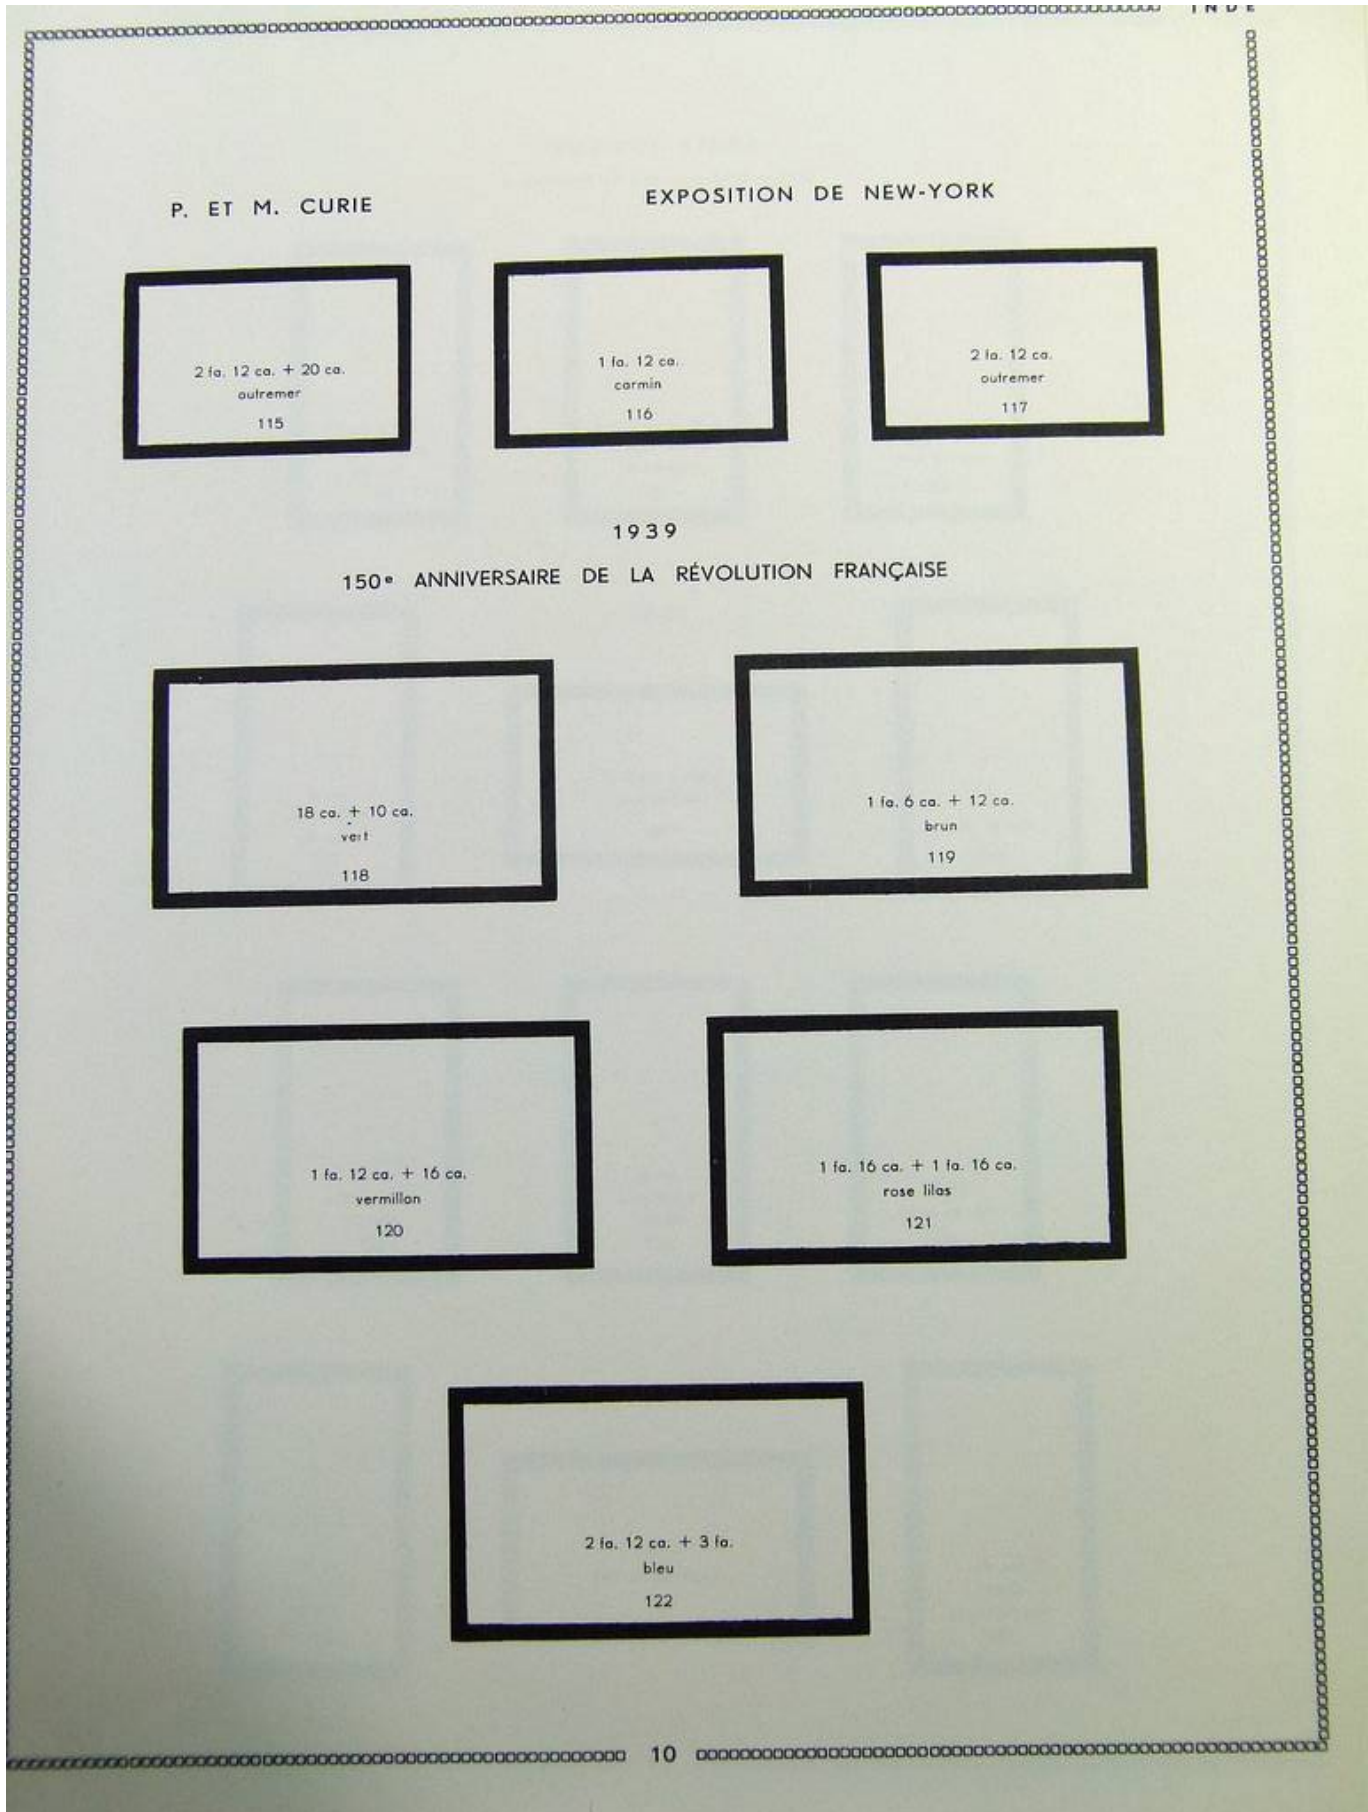 INDE
P. ET M. CURIE
EXPOSITION DE NEW-YORK
2 fa. 12 ca. + 20 ca.
outremer
115
1 fa. 12 ca.
carmin
116
2 fa. 12 ca.
outremer
117
1939
150e ANNIVERSAIRE DE LA RÉVOLUTION FRANÇAISE
18 ca. + 10 ca.
vert
118
1 fa. 6 ca. + 12 ca.
brun
119
1 fa. 12 ca. + 16 ca.
vermillon
120
1 fa. 16 ca. + 1 fa. 16 ca.
rose lilas
121
2 fa. 12 ca. + 3 fa.
bleu
122
10